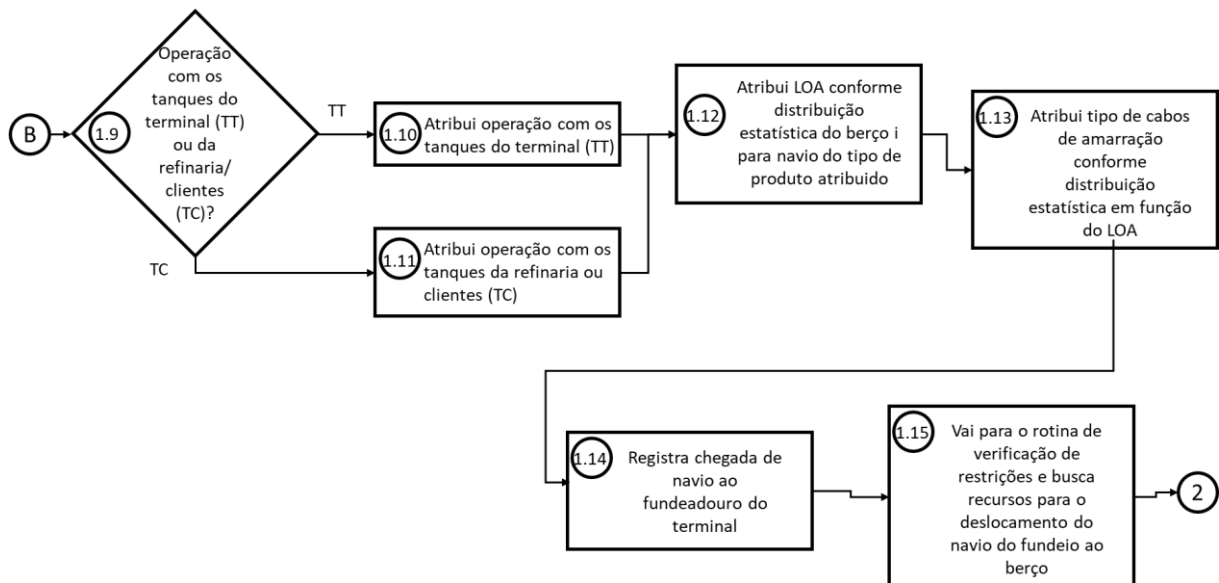 B
1.9
Operação
com os
tanques do
terminal (TT)
ou da
refinaria/
clientes
(TC)?
TT
TC
1.10
Atribui operação com os
tanques do terminal (TT)
1.11
Atribui operação com os
tanques da refinaria ou
clientes (TC)
1.12
Atribui LOA conforme
distribuição
estatística do berço i
para navio do tipo de
produto atribuido
1.13
Atribui tipo de cabos
de amarração
conforme
distribuição
estatística em função
do LOA
1.14
Registra chegada de
navio ao
fundeadouro do
terminal
1.15
Vai para o rotina de
verificação de
restrições e busca
recursos para o
deslocamento do
navio do fundeio ao
berço
2